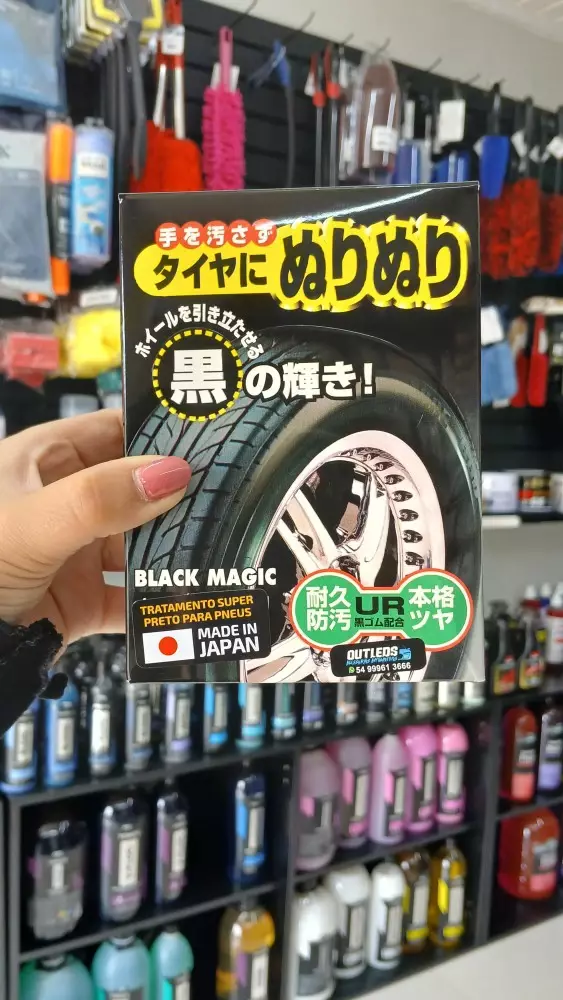 手を汚さず
タイヤに ぬりぬり
ホイールを引き立たせる
黒の輝き!
BLACK MAGIC
TRATAMENTO SUPER
PRETO PARA PNEUS
MADE IN
JAPAN
耐久
防汚
UR
黒ゴム配合
本格
ツヤ
OUTLEDS
54 99961 3666